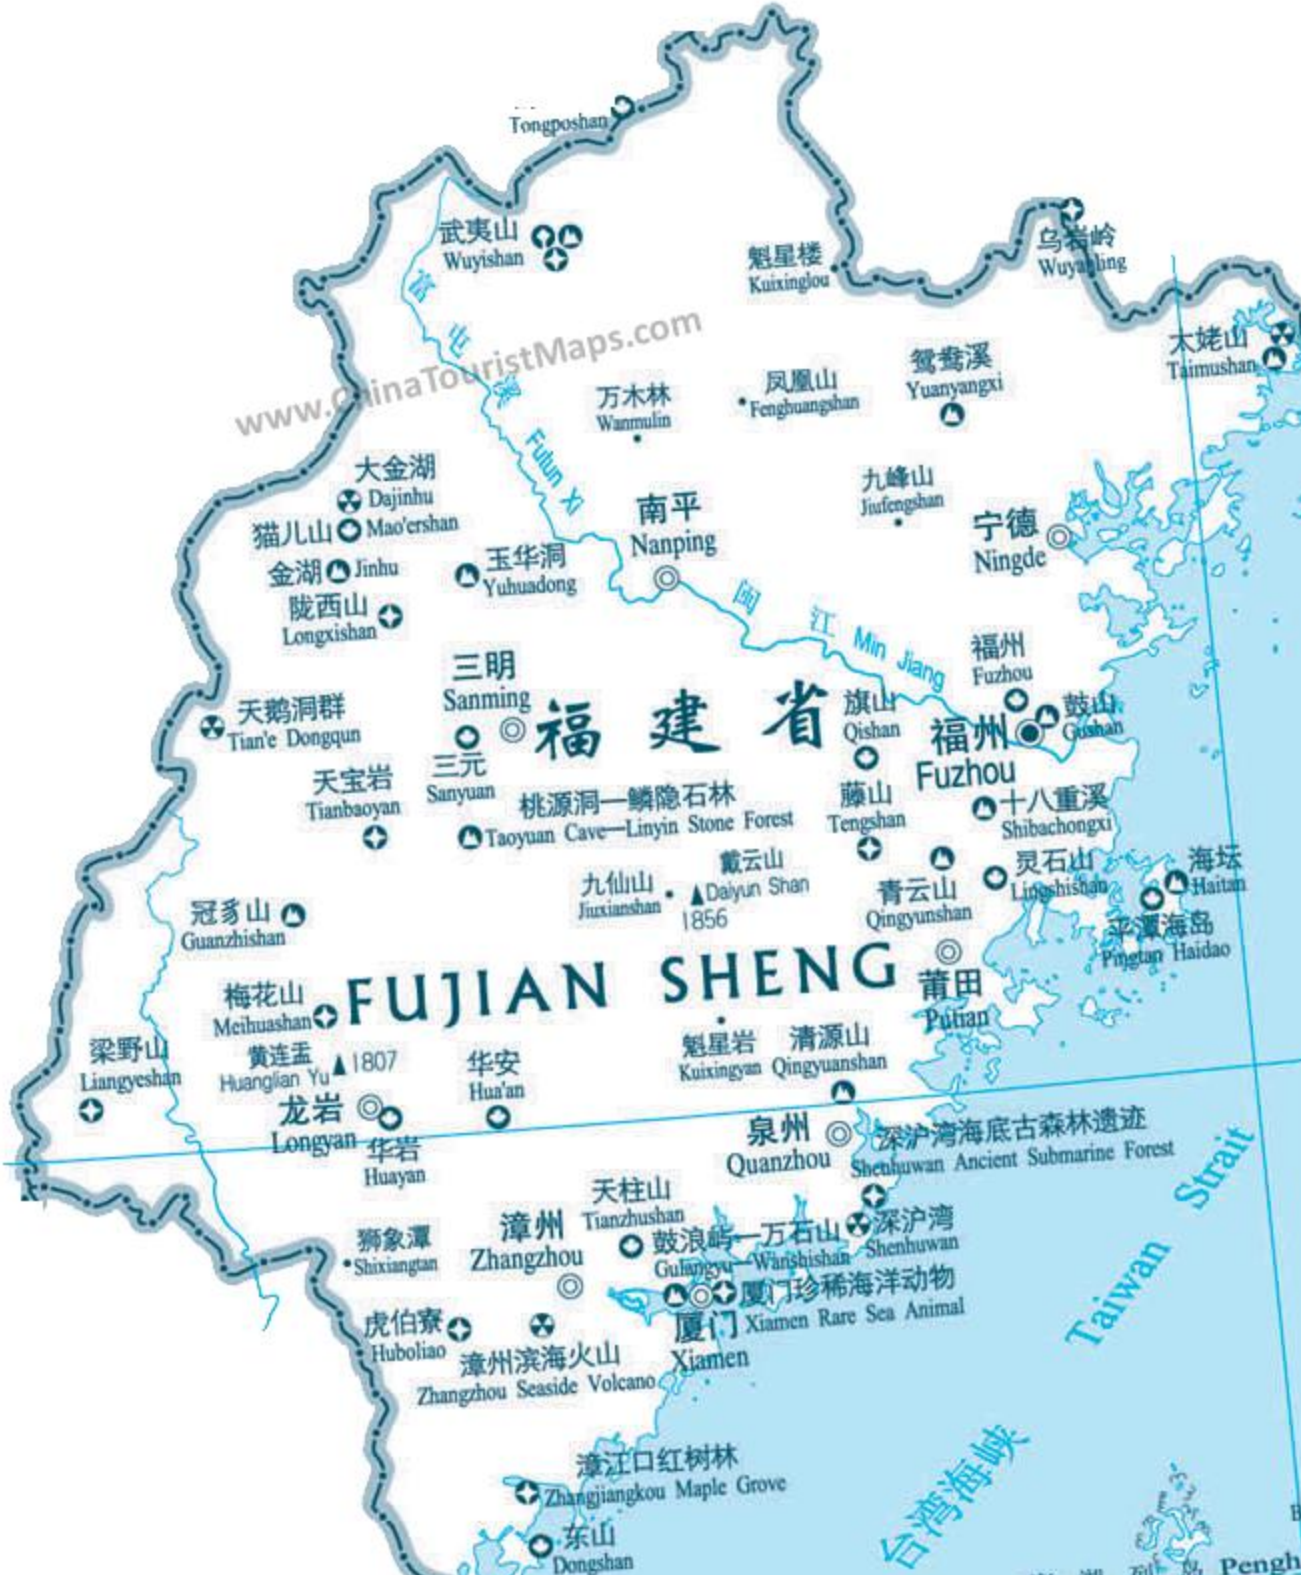 Tongposhan
武夷山
Wuyishan
富
屯
溪
Futun Xi
魁星楼
Kuixinglou
乌岩岭
Wuyanling
太姥山
Taimushan
www.ChinaTouristMaps.com
万木林
Wanmulin
凤凰山
Fenghuangshan
鸳鸯溪
Yuanyangxi
大金湖
Dajinhu
猫儿山 Mao'ershan
金湖 Jinhu
陇西山
Longxishan
玉华洞
Yuhuadong
南平
Nanping
九峰山
Jiufengshan
宁德
Ningde
闽 江 Min Jiang
福州
Fuzhou
三明
Sanming
福 建 省
旗山
Qishan
福州
Fuzhou
鼓山
Gushan
天鹅洞群
Tian'e Dongqun
天宝岩
Tianbaoyan
三元
Sanyuan
桃源洞—鳞隐石林
Taoyuan Cave—Linyin Stone Forest
藤山
Tengshan
十八重溪
Shibachongxi
九仙山
Jiuxianshan
戴云山
Daiyun Shan
1856
青云山
Qingyunshan
灵石山
Lingshishan
海坛
Haitan
平潭海岛
Pingtan Haidao
冠豸山
Guanzhishan
FUJIAN SHENG
莆田
Putian
梅花山
Meihuashan
梁野山
Liangyeshan
黄连盂
Huanglian Yu
1807
华安
Hua'an
魁星岩
Kuixingyan
清源山
Qingyuanshan
龙岩
Longyan
华岩
Huayan
泉州
Quanzhou
深沪湾海底古森林遗迹
Shenhuwan Ancient Submarine Forest
天柱山
Tianzhushan
狮象潭
Shixiangtan
漳州
Zhangzhou
鼓浪屿—万石山
Gulangyu—Wanshishan
深沪湾
Shenhuwan
厦门珍稀海洋动物
Xiamen Rare Sea Animal
厦门
Xiamen
虎伯寮
Huboliao
漳州滨海火山
Zhangzhou Seaside Volcano
Taiwan Strait
台湾海峡
漳江口红树林
Zhangjiangkou Maple Grove
东山
Dongshan
Pengh